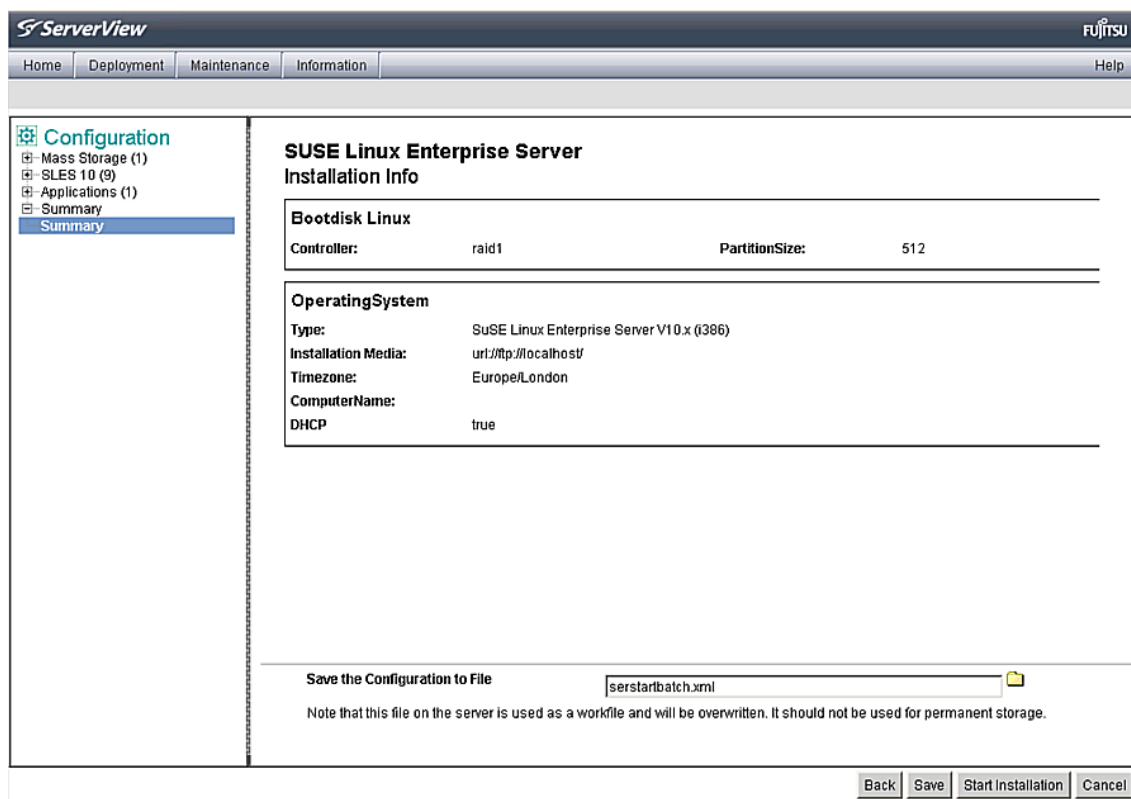 ServerView
FUJITSU
Home Deployment Maintenance Information Help
Configuration
Mass Storage (1)
SLES 10 (9)
Applications (1)
Summary
Summary
SUSE Linux Enterprise Server
Installation Info
Bootdisk Linux
Controller: raid1 PartitionSize: 512
OperatingSystem
Type: SuSE Linux Enterprise Server V10.x (i386)
Installation Media: url://ftp://localhost/
Timezone: Europe/London
ComputerName:
DHCP true
Save the Configuration to File serstartbatch.xml
Note that this file on the server is used as a workfile and will be overwritten. It should not be used for permanent storage.
Back Save Start Installation Cancel